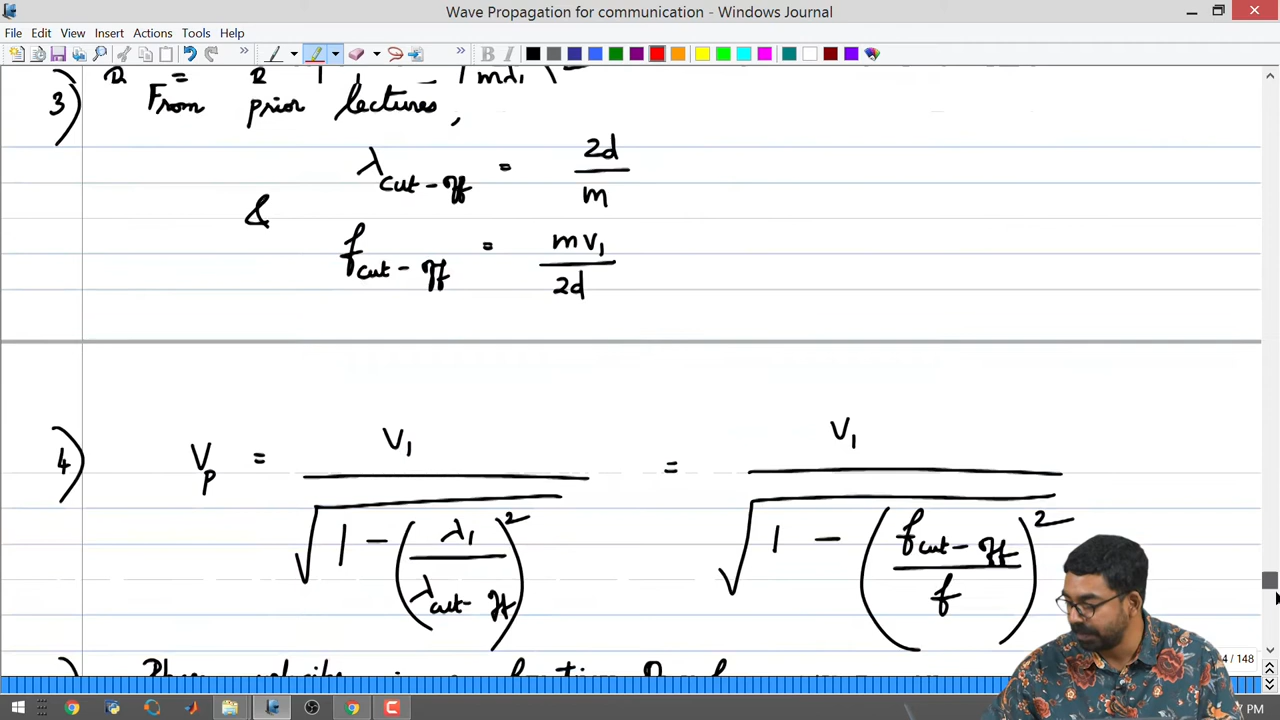 Wave Propagation for communication - Windows Journal
File Edit View Insert Actions Tools Help
3) From prior lectures,
λcut-off = 2d/m
&
fcut-off = mv₁/2d
4) Vp = V₁/√(1 - (λ₁/λcut-off)²) = V₁/√(1 - (fcut-off/f)²)
4 / 148
7 PM